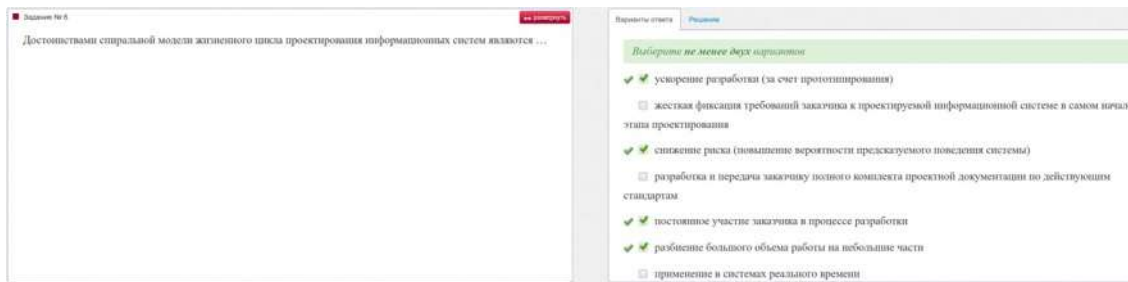 Задание № 6
развернуть
Достоинствами спиральной модели жизненного цикла проектирования информационных систем являются …
Варианты ответа
Решение
Выберите не менее двух вариантов
ускорение разработки (за счет прототипирования)
жесткая фиксация требований заказчика к проектируемой информационной системе в самом начал
этапа проектирования
снижение риска (повышение вероятности предсказуемого поведения системы)
разработка и передача заказчику полного комплекта проектной документации по действующим
стандартам
постоянное участие заказчика в процессе разработки
разбиение большого объема работы на небольшие части
применение в системах реального времени